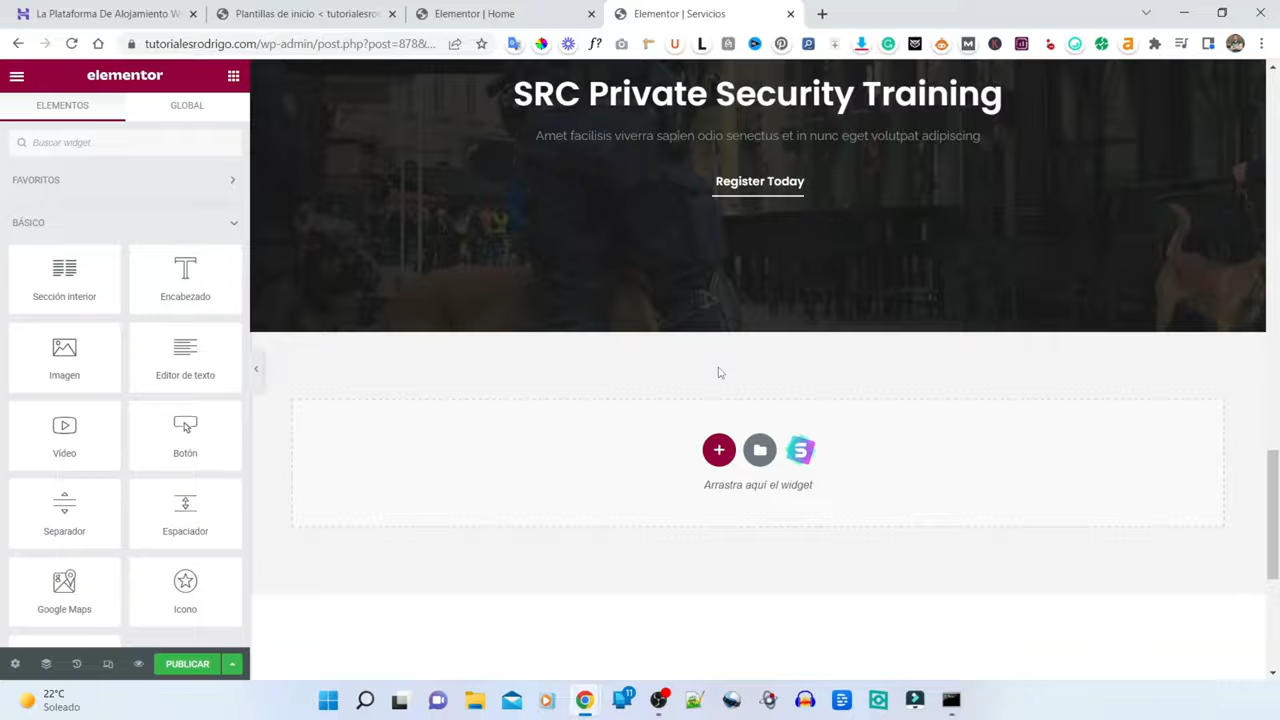 La Plataforma De Alojamiento W
Plantillas de inicio < tutorialesro
Elementor | Home
Elementor | Servicios
tutorialesrodrigo.com/wp-admin/post.php?post=878&...
elementor
ELEMENTOS
GLOBAL
Buscar widget...
FAVORITOS
BÁSICO
Sección interior
Encabezado
Imagen
Editor de texto
Vídeo
Botón
Separador
Espaciador
Google Maps
Icono
PUBLICAR
SRC Private Security Training
Amet facilisis viverra sapien odio senectus et in nunc eget volutpat adipiscing
Register Today
Arrastra aquí el widget
22°C
Soleado
11